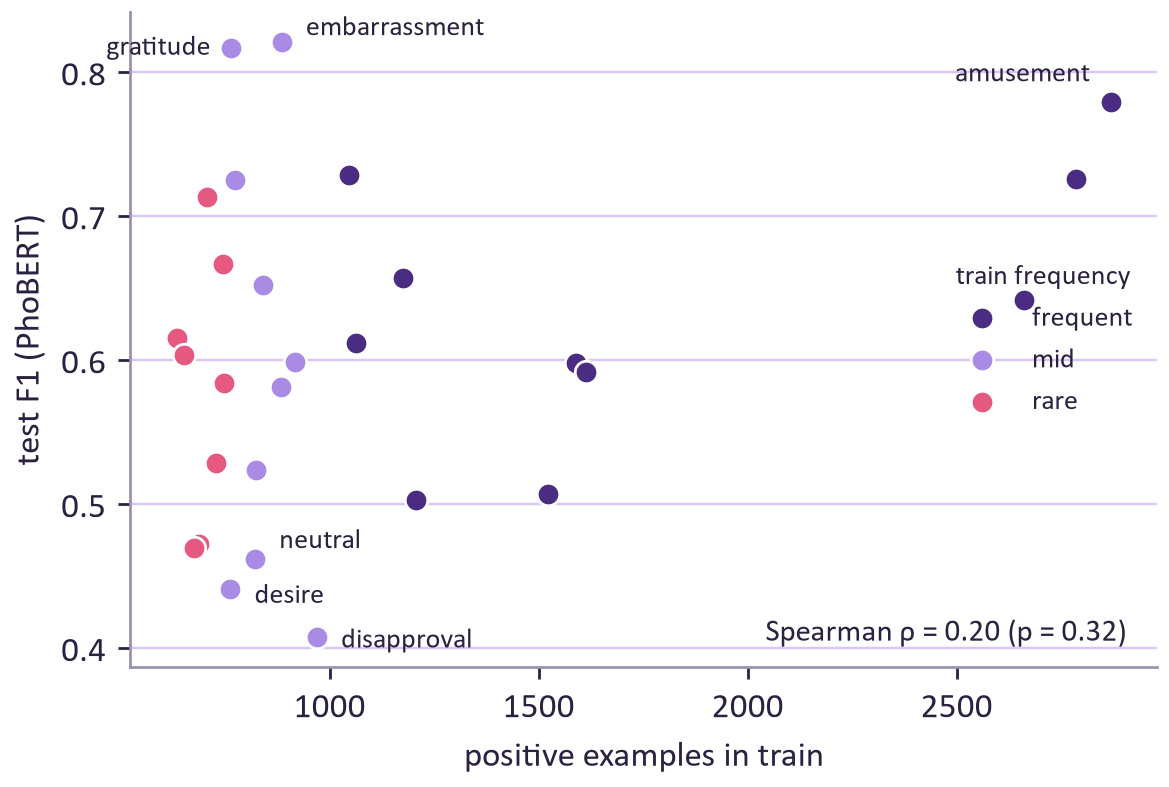 embarrassment
gratitude
amusement
0.8
0.7
0.6
0.5
0.4
test F1 (PhoBERT)
train frequency
frequent
mid
rare
neutral
desire
disapproval
Spearman ρ = 0.20 (p = 0.32)
1000
1500
2000
2500
positive examples in train